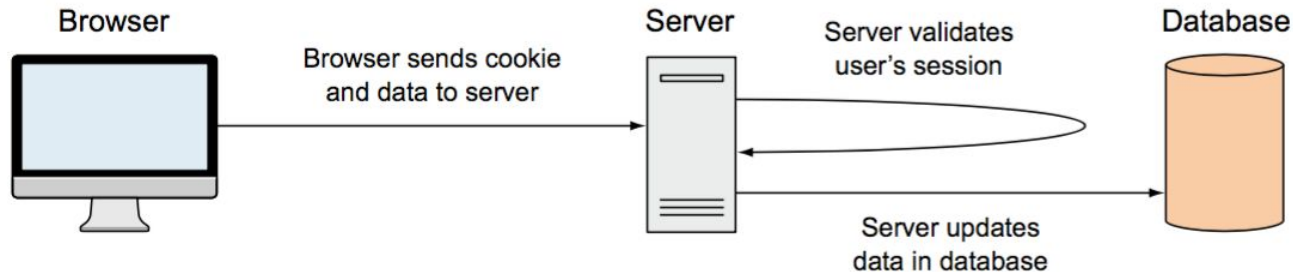 Browser
Server
Database
Browser sends cookie
and data to server
Server validates
user's session
Server updates
data in database